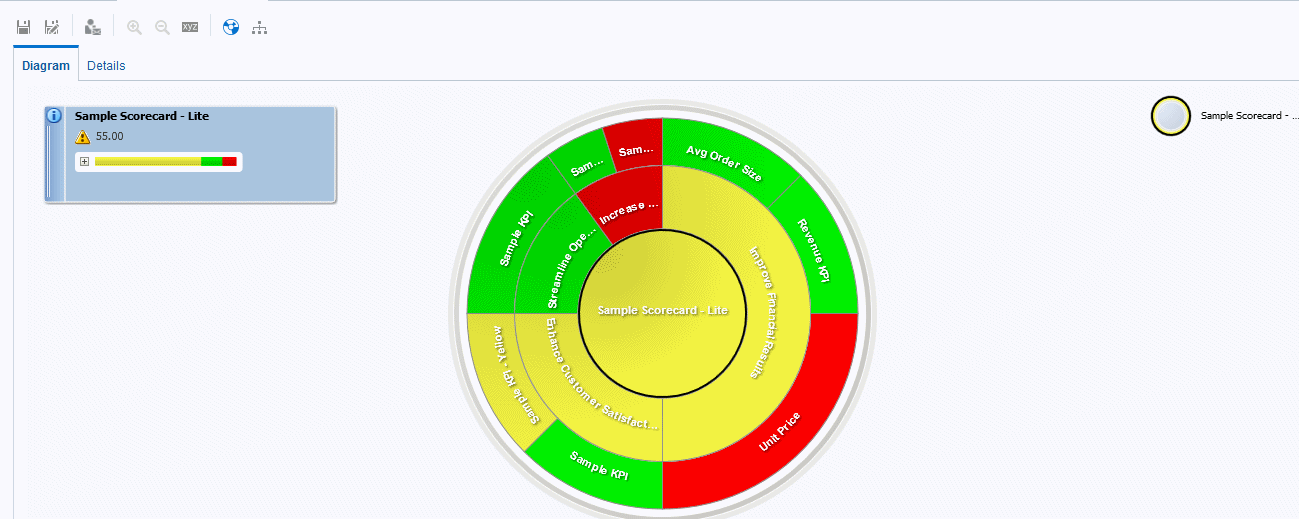 xyz
Diagram
Details
Sample Scorecard - Lite
55.00
Sample Scorecard - ...
Sam...
Sam...
Avg Order Size
Sample KPI
Increase ...
Revenue KPI
Streamline Ope...
Improve Financial Results
Sample Scorecard - Lite
Enhance Customer Satisfact...
Sample KPI - Yellow
Unit Price
Sample KPI